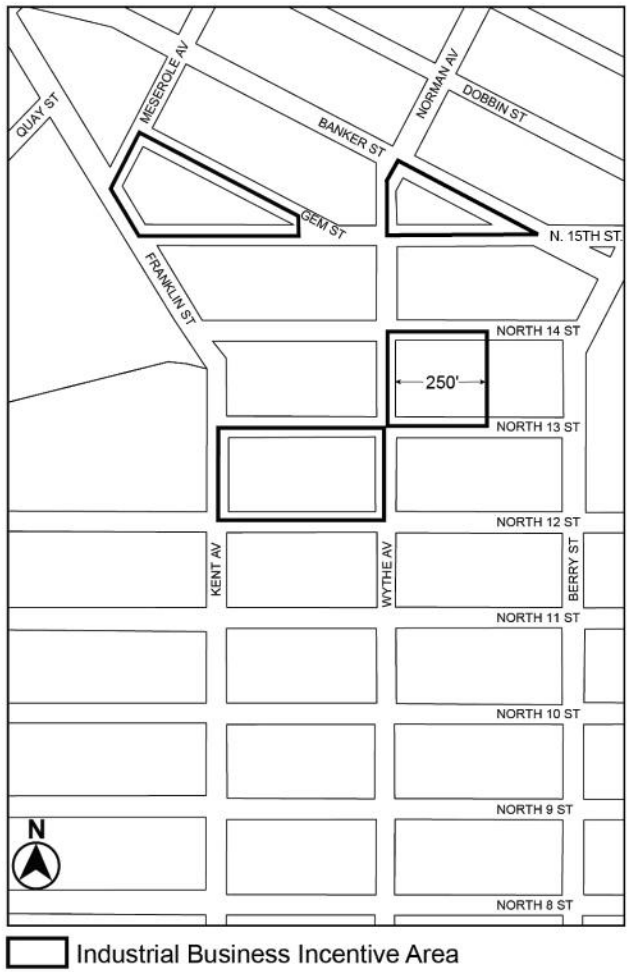 MESEROLE AV
NORMAN AV
QUAY ST
DOBBIN ST
BANKER ST
GEM ST
N. 15TH ST.
FRANKLIN ST
NORTH 14 ST
250'
NORTH 13 ST
NORTH 12 ST
KENT AV
WYTHE AV
BERRY ST
NORTH 11 ST
NORTH 10 ST
NORTH 9 ST
N
NORTH 8 ST
Industrial Business Incentive Area